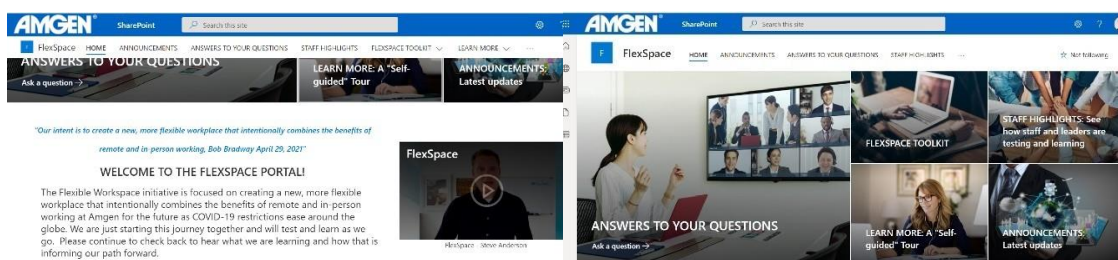 AMGEN® SharePoint Search this site
F FlexSpace HOME ANNOUNCEMENTS ANSWERS TO YOUR QUESTIONS STAFF HIGHLIGHTS FLEXSPACE TOOLKIT LEARN MORE ...
ANSWERS TO YOUR QUESTIONS
Ask a question →
LEARN MORE: A "Self-
guided" Tour
ANNOUNCEMENTS:
Latest updates
"Our intent is to create a new, more flexible workplace that intentionally combines the benefits of
remote and in-person working, Bob Bradway April 29, 2021"
WELCOME TO THE FLEXSPACE PORTAL!
The Flexible Workspace initiative is focused on creating a new, more flexible
workplace that intentionally combines the benefits of remote and in-person
working at Amgen for the future as COVID-19 restrictions ease around the
globe. We are just starting this journey together and will test and learn as we
go. Please continue to check back to hear what we are learning and how that is
informing our path forward.
FlexSpace
FlexSpace - Steve Anderson
AMGEN® SharePoint Search this site ?
F FlexSpace HOME ANNOUNCEMENTS ANSWERS TO YOUR QUESTIONS STAFF HIGHLIGHTS ... Not following
ANSWERS TO YOUR QUESTIONS
Ask a question →
FLEXSPACE TOOLKIT
STAFF HIGHLIGHTS: See
how staff and leaders are
testing and learning
LEARN MORE: A "Self-
guided" Tour
ANNOUNCEMENTS:
Latest updates